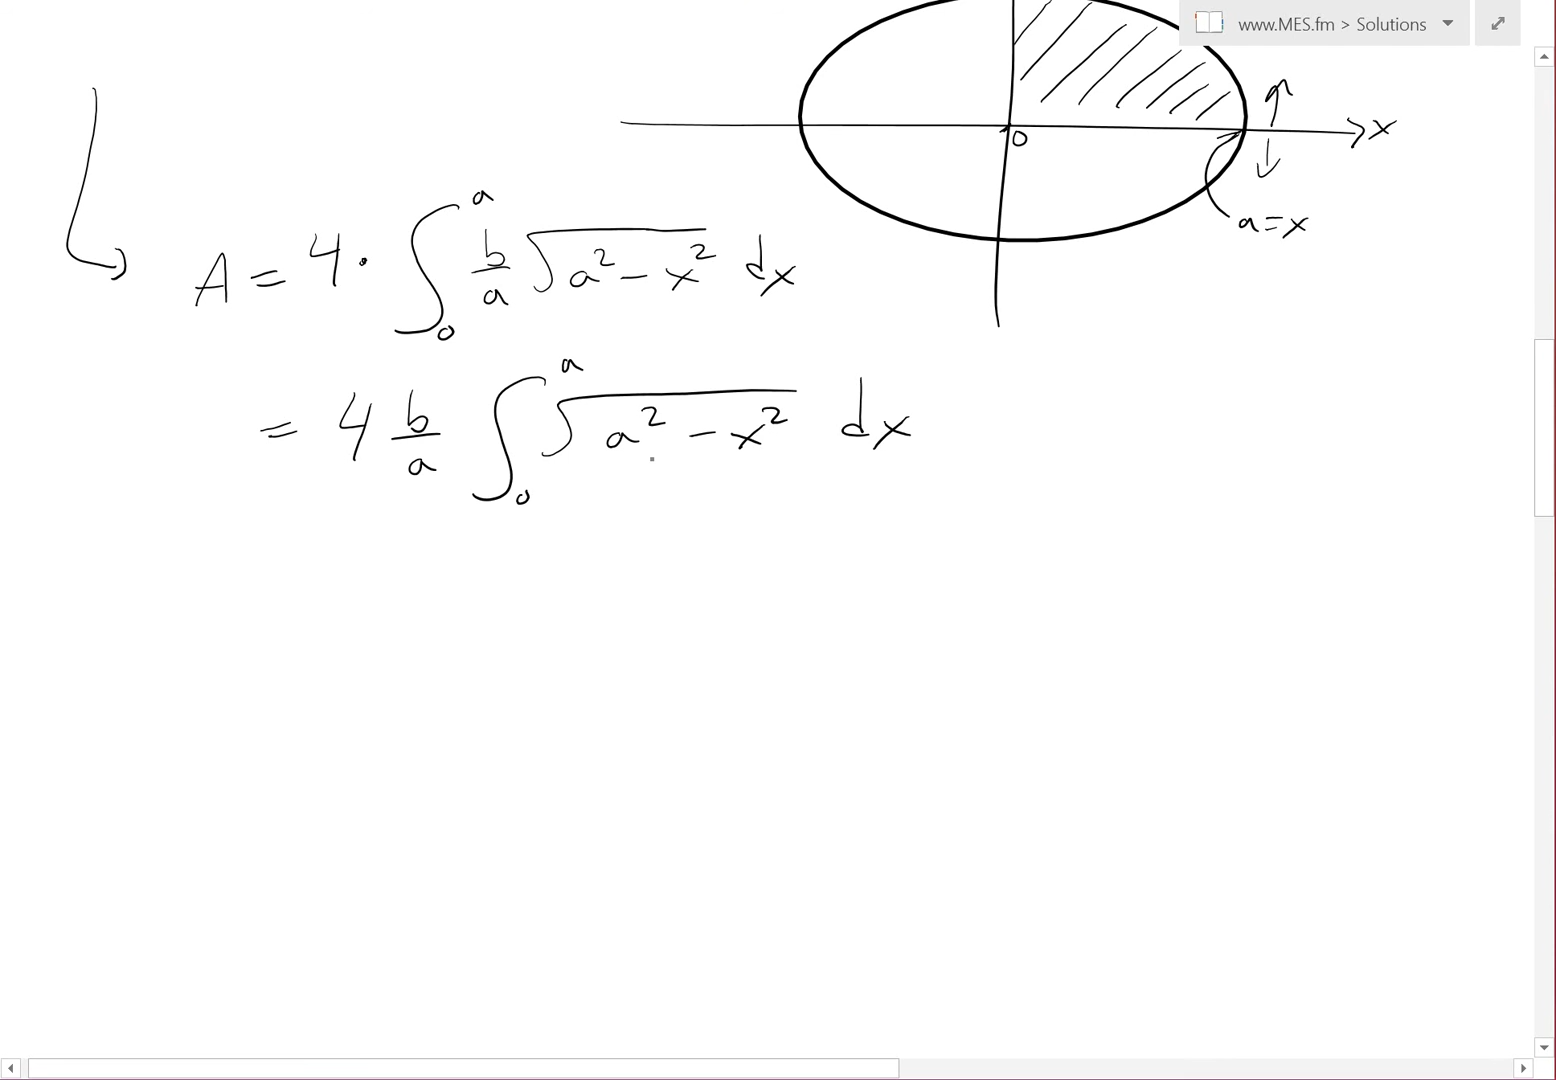 www.MES.fm > Solutions
x
0
a = x
A = 4 · ∫₀ᵃ b/a √(a² − x²) dx
= 4 b/a ∫₀ᵃ √(a² − x²) dx